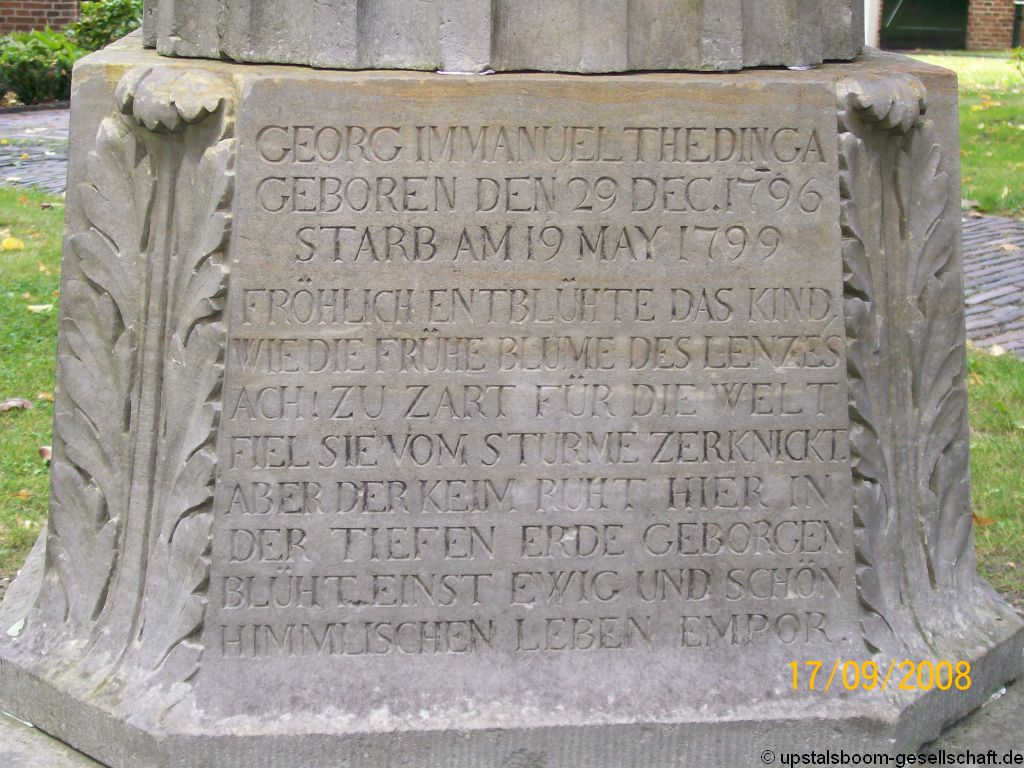 GEORG IMMANUEL THEDINGA
GEBOREN DEN 29 DEC. 1796
STARB AM 19 MAY 1799
FRÖHLICH ENTBLÜHTE DAS KIND.
WIE DIE FRÜHE BLUME DES LENZES
ACH! ZU ZART FÜR DIE WELT
FIEL SIE VOM STURME ZERKNICKT.
ABER DER KEIM RUHT HIER IN
DER TIEFEN ERDE GEBORGEN
BLÜHT EINST EWIG UND SCHÖN
HIMMLISCHEN LEBEN EMPOR.
17/09/2008
© upstalsboom-gesellschaft.de